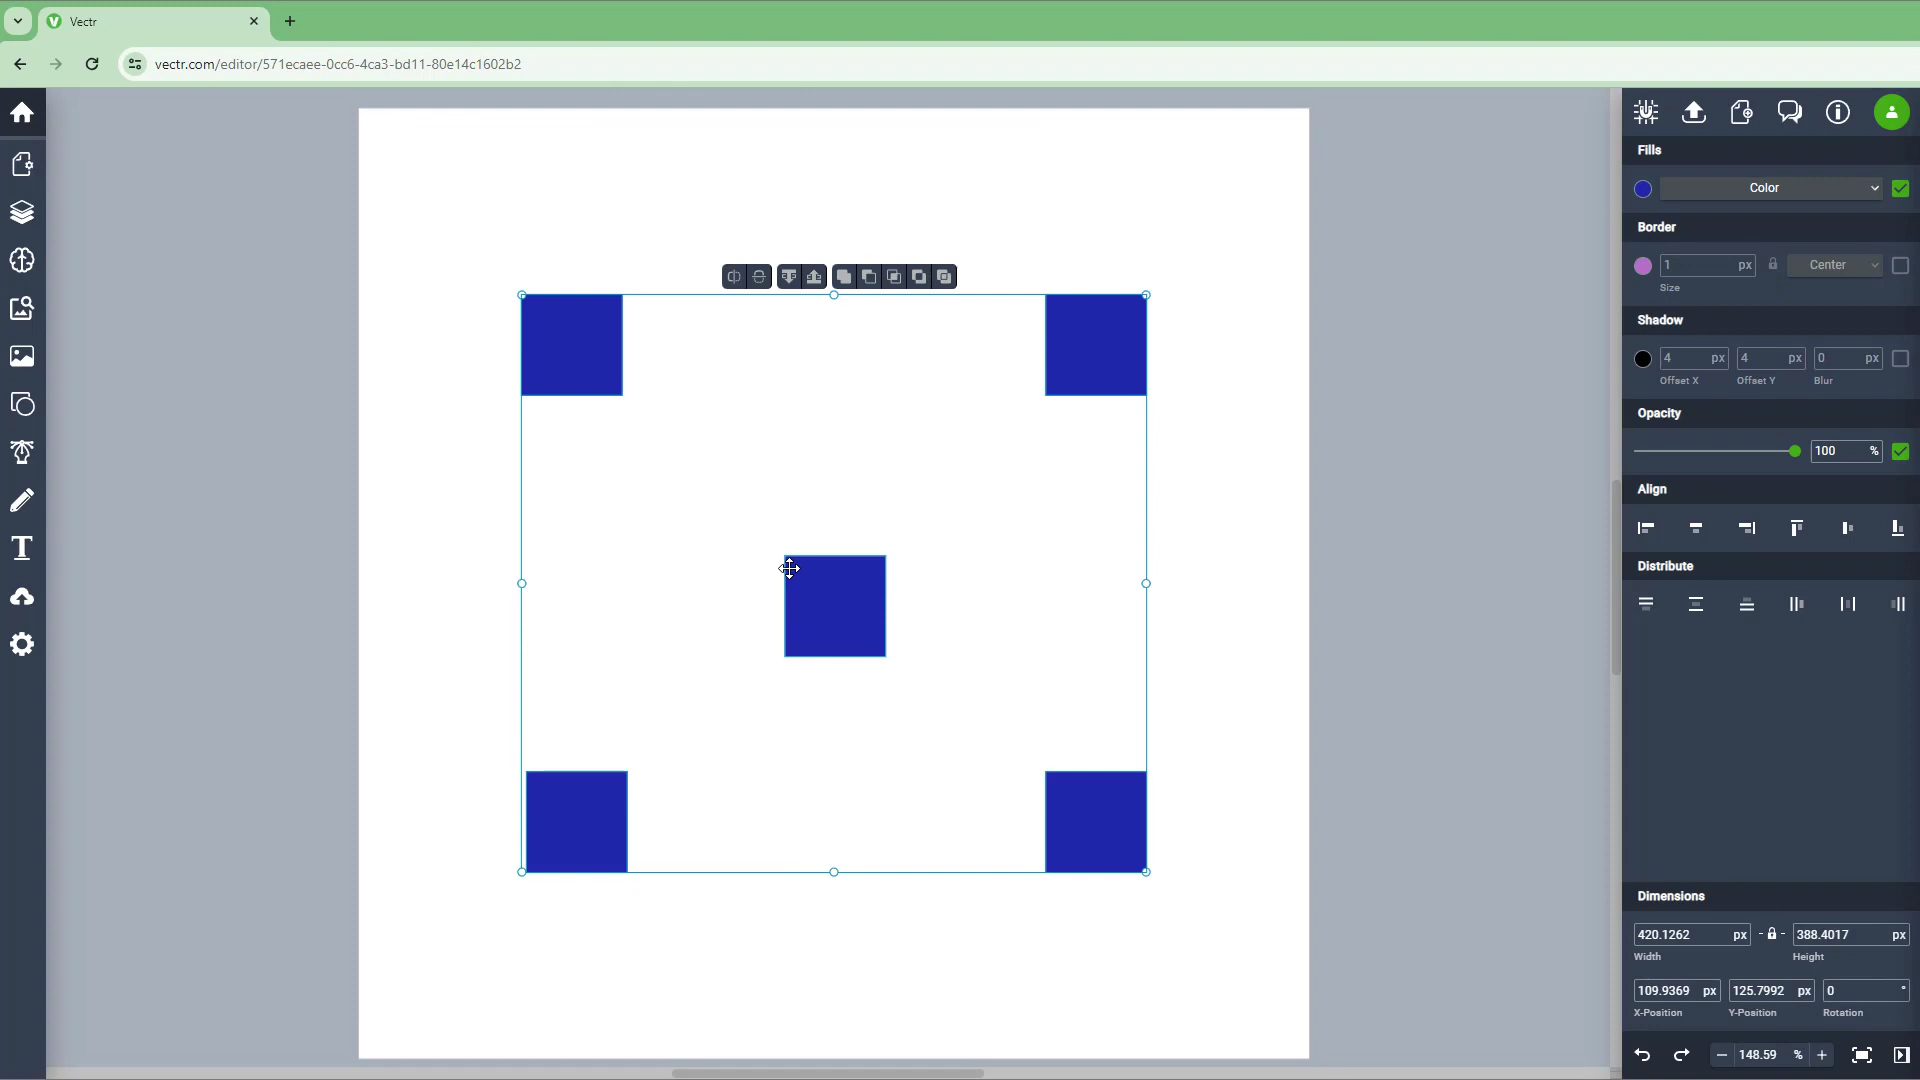 Vectr
vectr.com/editor/571ecaee-0cc6-4ca3-bd11-80e14c1602b2
Fills
Color
Border
1 px Center
Size
Shadow
4 px 4 px 0 px
Offset X Offset Y Blur
Opacity
100 %
Align
Distribute
Dimensions
420.1262 px 388.4017 px
Width Height
109.9369 px 125.7992 px 0 °
X-Position Y-Position Rotation
148.59 %